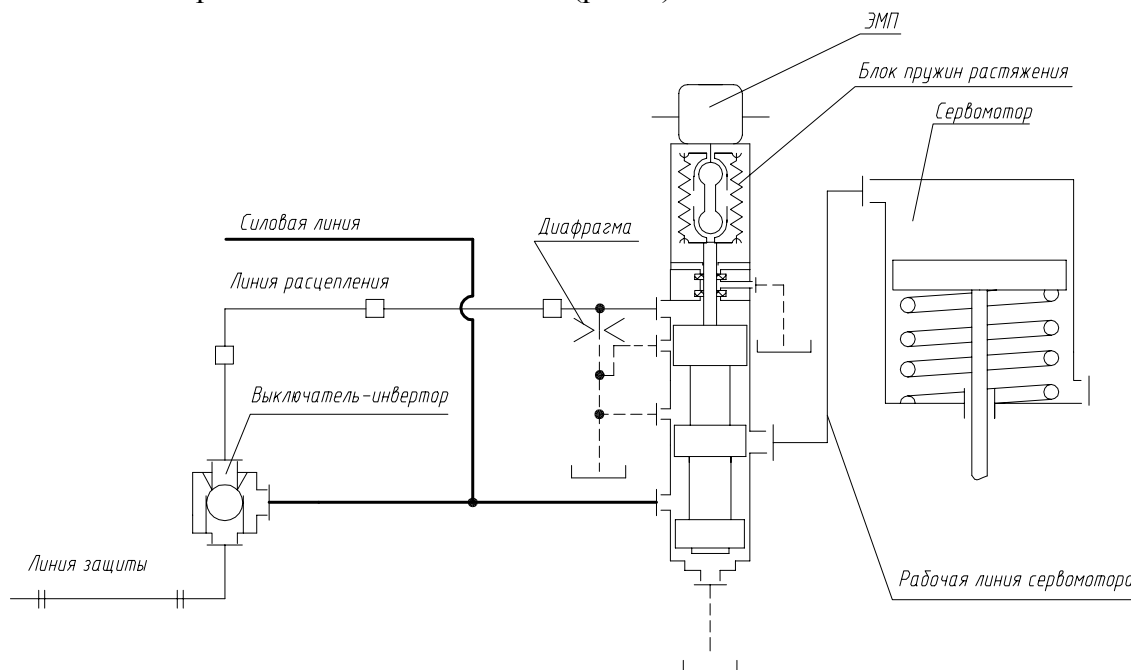 ЭМП
Блок пружин растяжения
Сервомотор
Силовая линия
Диафрагма
Линия расцепления
Выключатель-инвертор
Линия защиты
Рабочая линия сервомотора